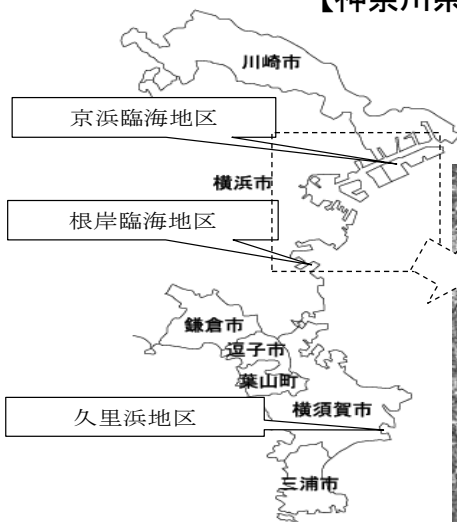 【神奈川県
川崎市
京浜臨海地区
横浜市
根岸臨海地区
鎌倉市
逗子市
葉山町
横須賀市
久里浜地区
三浦市